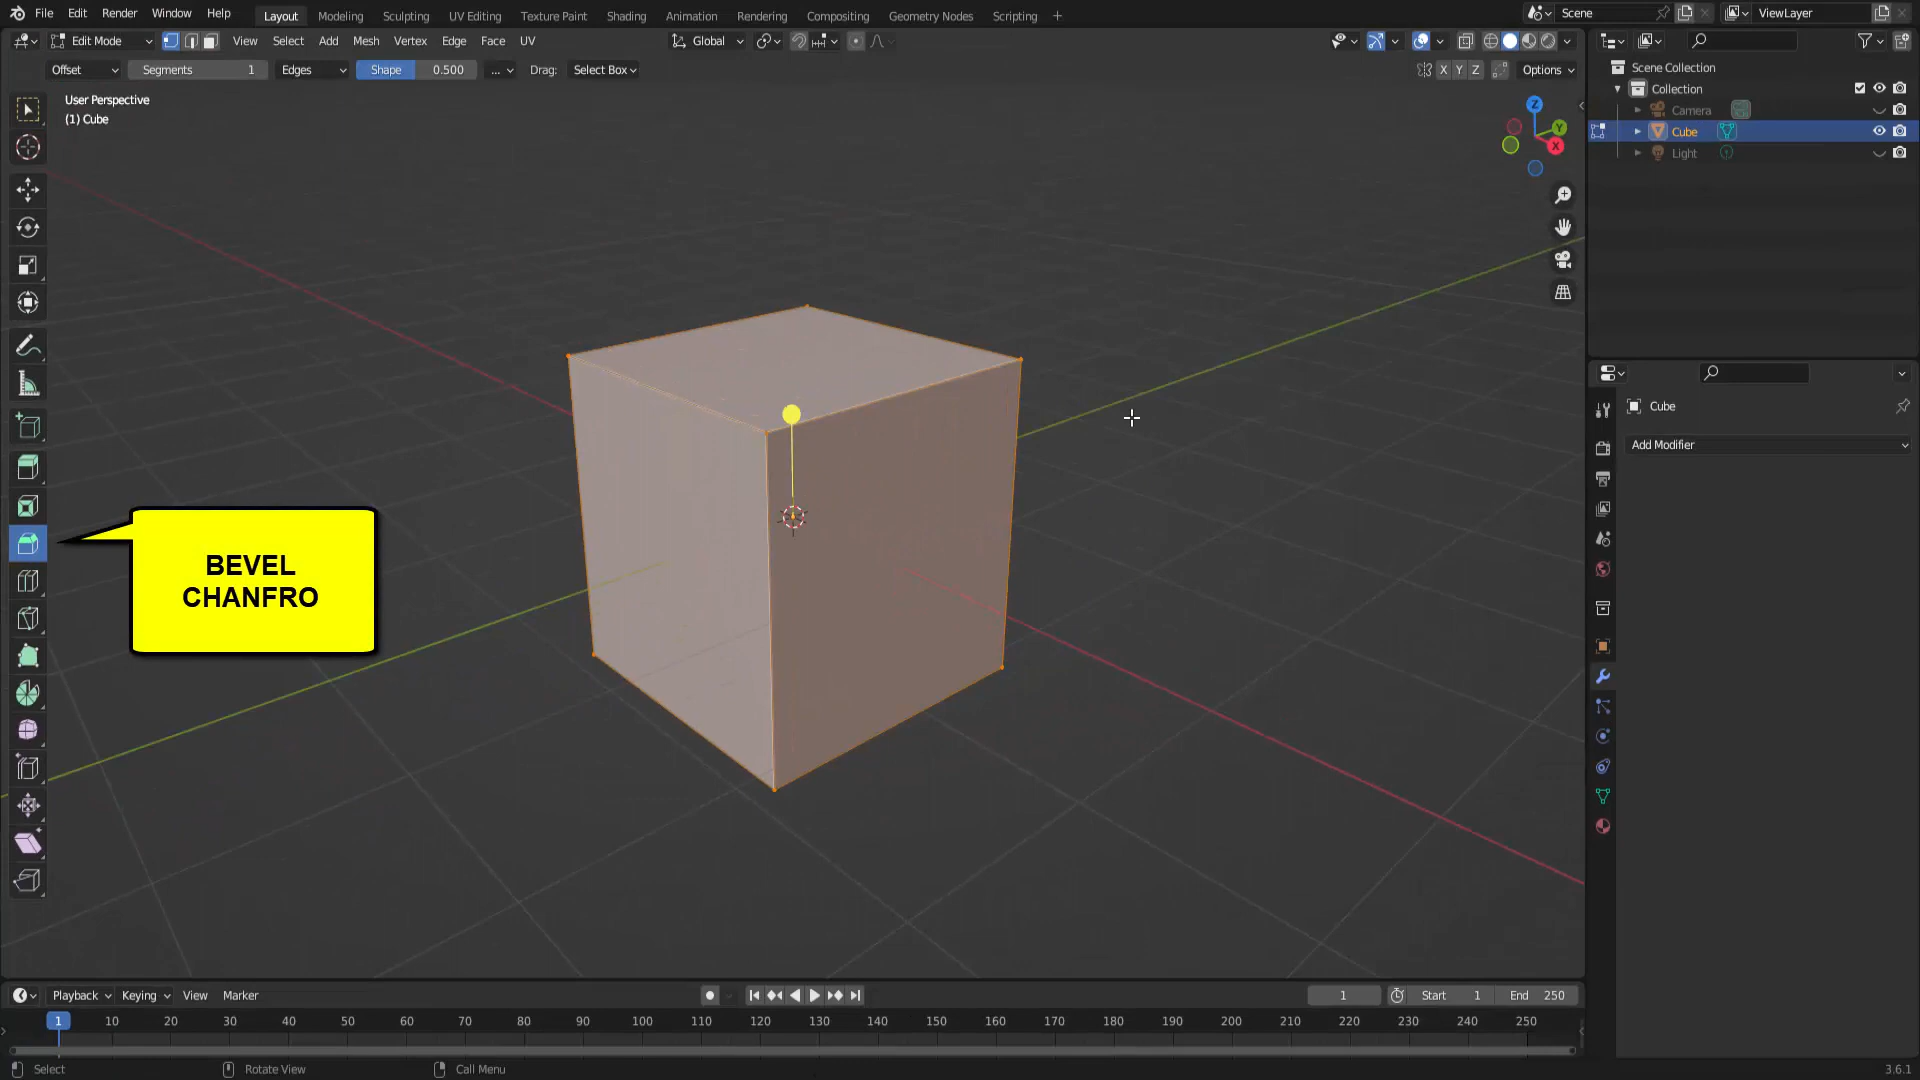 File Edit Render Window Help Layout Modeling Sculpting UV Editing Texture Paint Shading Animation Rendering Compositing Geometry Nodes Scripting + Scene ViewLayer
Edit Mode View Select Add Mesh Vertex Edge Face UV Global
Offset Segments 1 Edges Shape 0.500 ... Drag: Select Box X Y Z Options
User Perspective
(1) Cube
Z
Y
X
Scene Collection
Collection
Camera
Cube
Light
Cube
Add Modifier
BEVEL
CHANFRO
Playback Keying View Marker 1 Start 1 End 250
1 10 20 30 40 50 60 70 80 90 100 110 120 130 140 150 160 170 180 190 200 210 220 230 240 250
Select Rotate View Call Menu 3.6.1